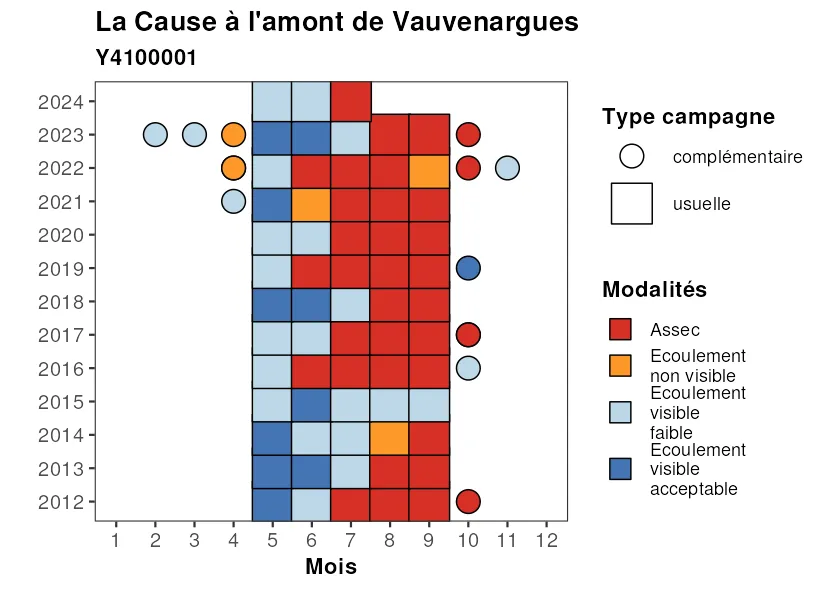 La Cause à l'amont de Vauvenargues
Y4100001
2024
2023
2022
2021
2020
2019
2018
2017
2016
2015
2014
2013
2012
1 2 3 4 5 6 7 8 9 10 11 12
Mois
Type campagne
complémentaire
usuelle
Modalités
Assec
Ecoulement
non visible
Ecoulement
visible
faible
Ecoulement
visible
acceptable